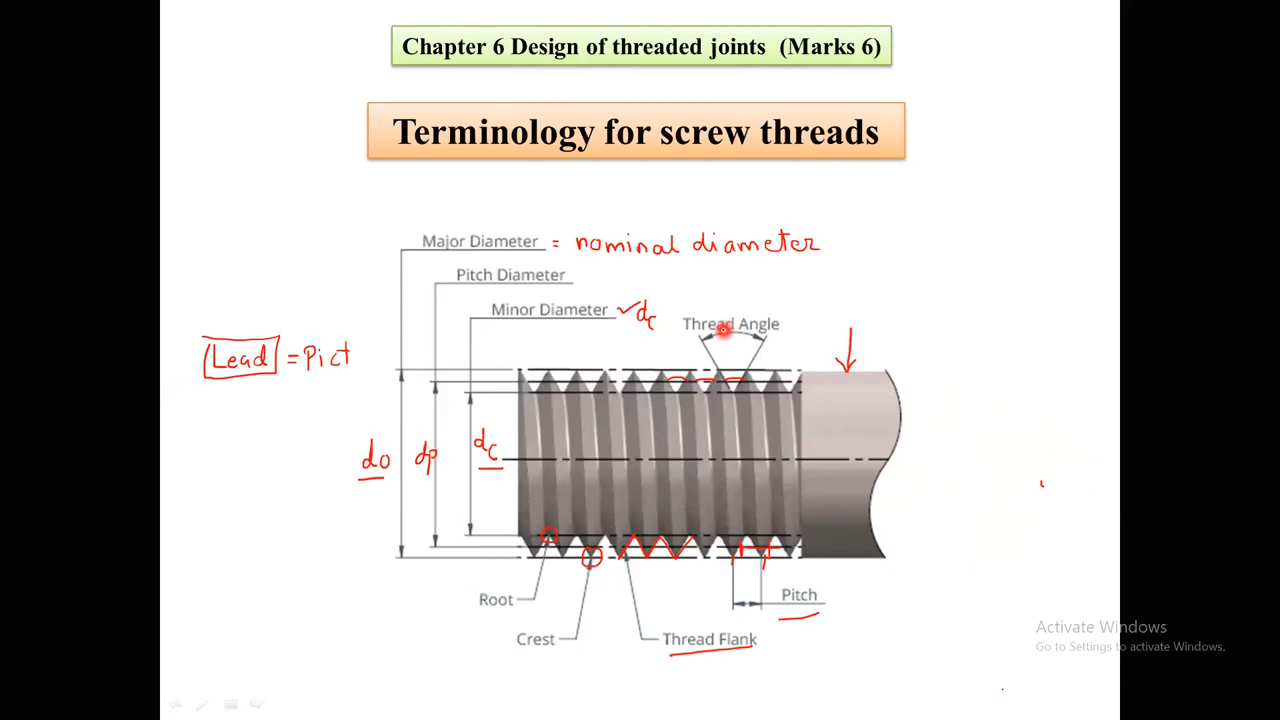 Chapter 6 Design of threaded joints (Marks 6)
Terminology for screw threads
Major Diameter = nominal diameter
Pitch Diameter
Minor Diameter ✓dc
Thread Angle
Lead = Pict
do
dp
dc
Root
Pitch
Crest
Thread Flank
Activate Windows
Go to Settings to activate Windows.